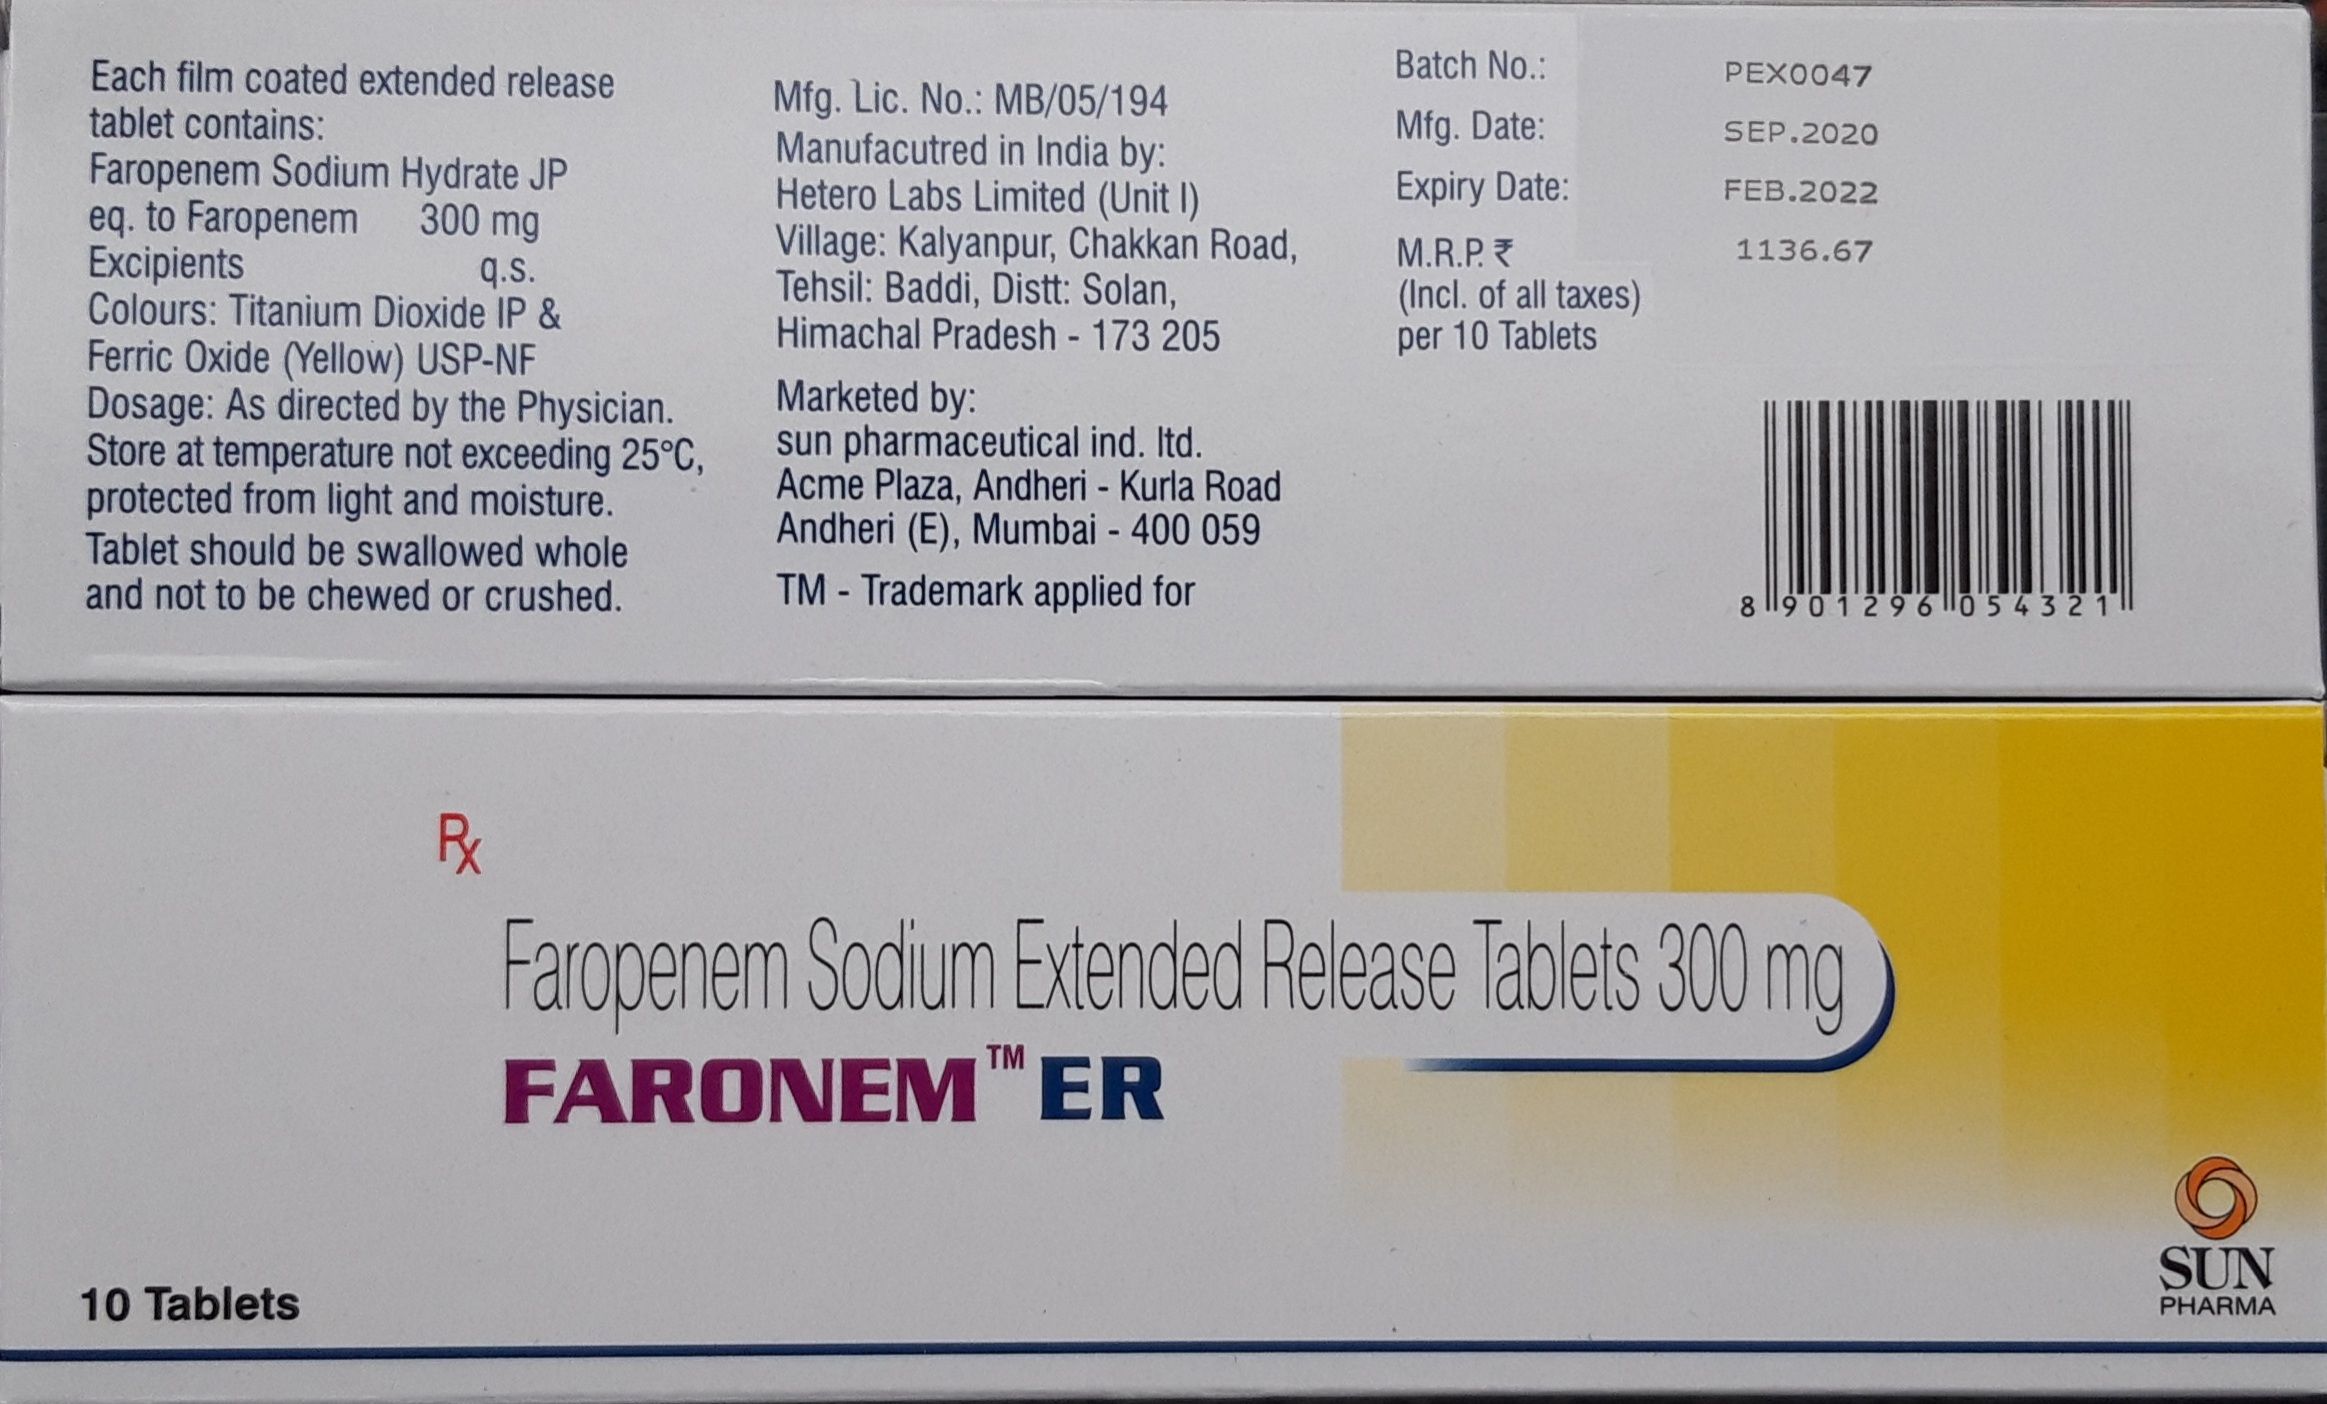 Each film coated extended release
tablet contains:
Faropenem Sodium Hydrate JP
eq. to Faropenem 300 mg
Excipients q.s.
Colours: Titanium Dioxide IP &
Ferric Oxide (Yellow) USP-NF
Dosage: As directed by the Physician.
Store at temperature not exceeding 25°C,
protected from light and moisture.
Tablet should be swallowed whole
and not to be chewed or crushed.
Mfg. Lic. No.: MB/05/194
Manufacutred in India by:
Hetero Labs Limited (Unit I)
Village: Kalyanpur, Chakkan Road,
Tehsil: Baddi, Distt: Solan,
Himachal Pradesh - 173 205
Marketed by:
sun pharmaceutical ind. ltd.
Acme Plaza, Andheri - Kurla Road
Andheri (E), Mumbai - 400 059
TM - Trademark applied for
Batch No.: PEX0047
Mfg. Date: SEP.2020
Expiry Date: FEB.2022
M.R.P. ₹ 1136.67
(Incl. of all taxes)
per 10 Tablets
8 901296 054321
Rx
Faropenem Sodium Extended Release Tablets 300 mg
FARONEM™ ER
10 Tablets
SUN
PHARMA